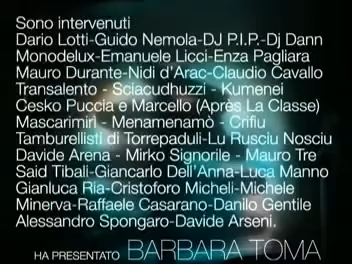 Sono intervenuti
Dario Lotti-Guido Nemola-DJ P.I.P.-Dj Dann
Monodelux-Emanuele Licci-Enza Pagliara
Mauro Durante-Nidi d'Arac-Claudio Cavallo
Transalento - Sciacudhuzzi - Kumenei
Cesko Puccia e Marcello (Après La Classe)
Mascarimirì - Menamenamò - Crifiu
Tamburellisti di Torrepaduli-Lu Rusciu Nosciu
Davide Arena - Mirko Signorile - Mauro Tre
Said Tibali-Giancarlo Dell'Anna-Luca Manno
Gianluca Ria-Cristoforo Micheli-Michele
Minerva-Raffaele Casarano-Danilo Gentile
Alessandro Spongaro-Davide Arseni.
HA PRESENTATO BARBARA TOMA